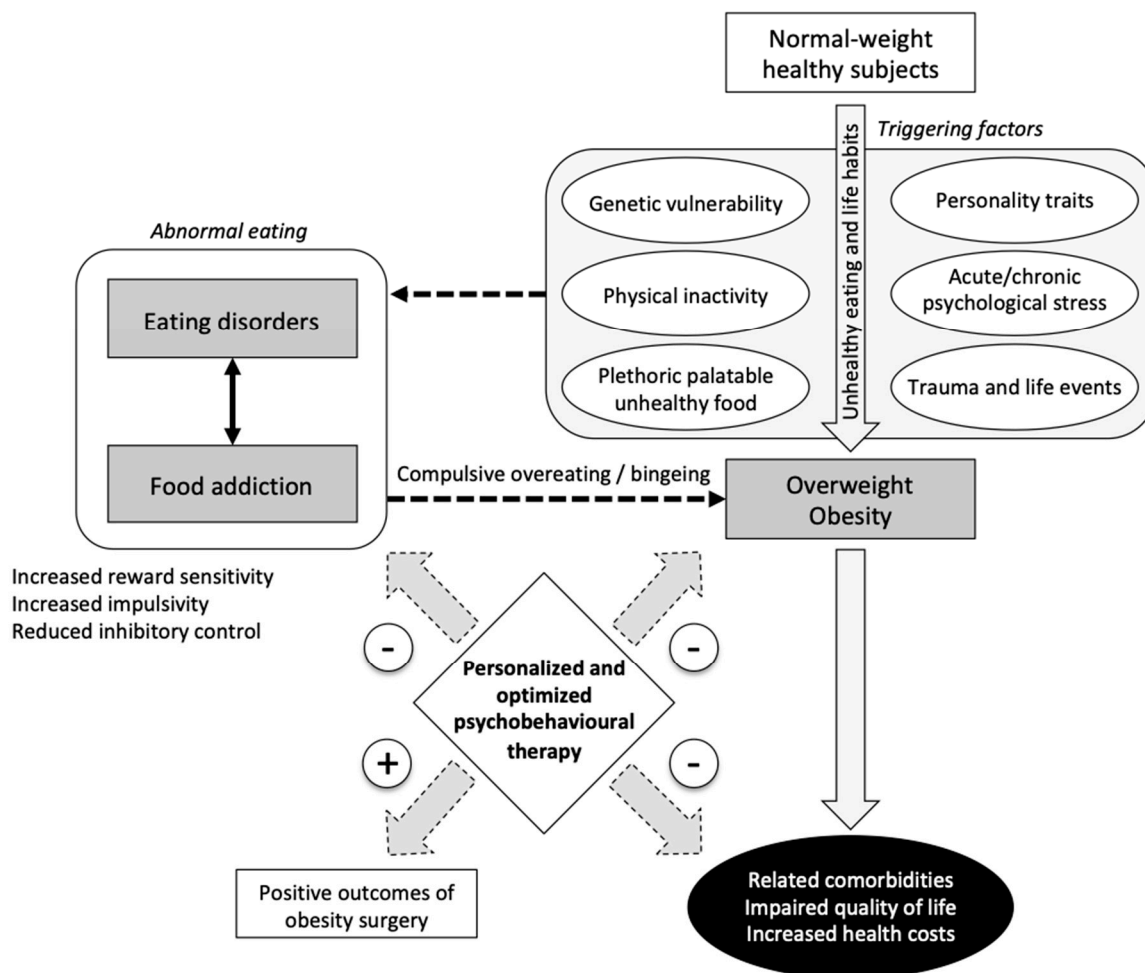 Normal-weight
healthy subjects
Triggering factors
Unhealthy eating and life habits
Genetic vulnerability
Personality traits
Physical inactivity
Acute/chronic
psychological stress
Plethoric palatable
unhealthy food
Trauma and life events
Abnormal eating
Eating disorders
Food addiction
Compulsive overeating / bingeing
Overweight
Obesity
Increased reward sensitivity
Increased impulsivity
Reduced inhibitory control
-
-
Personalized and
optimized
psychobehavioural
therapy
+
-
Positive outcomes of
obesity surgery
Related comorbidities
Impaired quality of life
Increased health costs